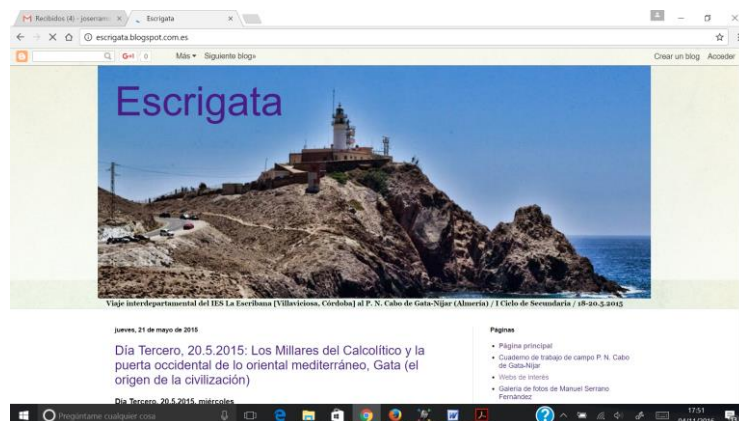 Recibidos (4) - joserram
Escrigata
escrigata.blogspot.com.es
G+1 0 Más Siguiente blog»
Crear un blog Acceder
Escrigata
Viaje interdepartamental del IES La Escribana [Villaviciosa, Córdoba] al P. N. Cabo de Gata-Níjar (Almería) / I Ciclo de Secundaria / 18-20.5.2015
jueves, 21 de mayo de 2015
Día Tercero, 20.5.2015: Los Millares del Calcolítico y la
puerta occidental de lo oriental mediterráneo, Gata (el
origen de la civilización)
Día Tercero, 20.5.2015, miércoles
Páginas
Página principal
Cuaderno de trabajo de campo P. N. Cabo
de Gata-Níjar
Webs de interés
Galería de fotos de Manuel Serrano
Fernández
Pregúntame cualquier cosa
17:51
04/11/2016